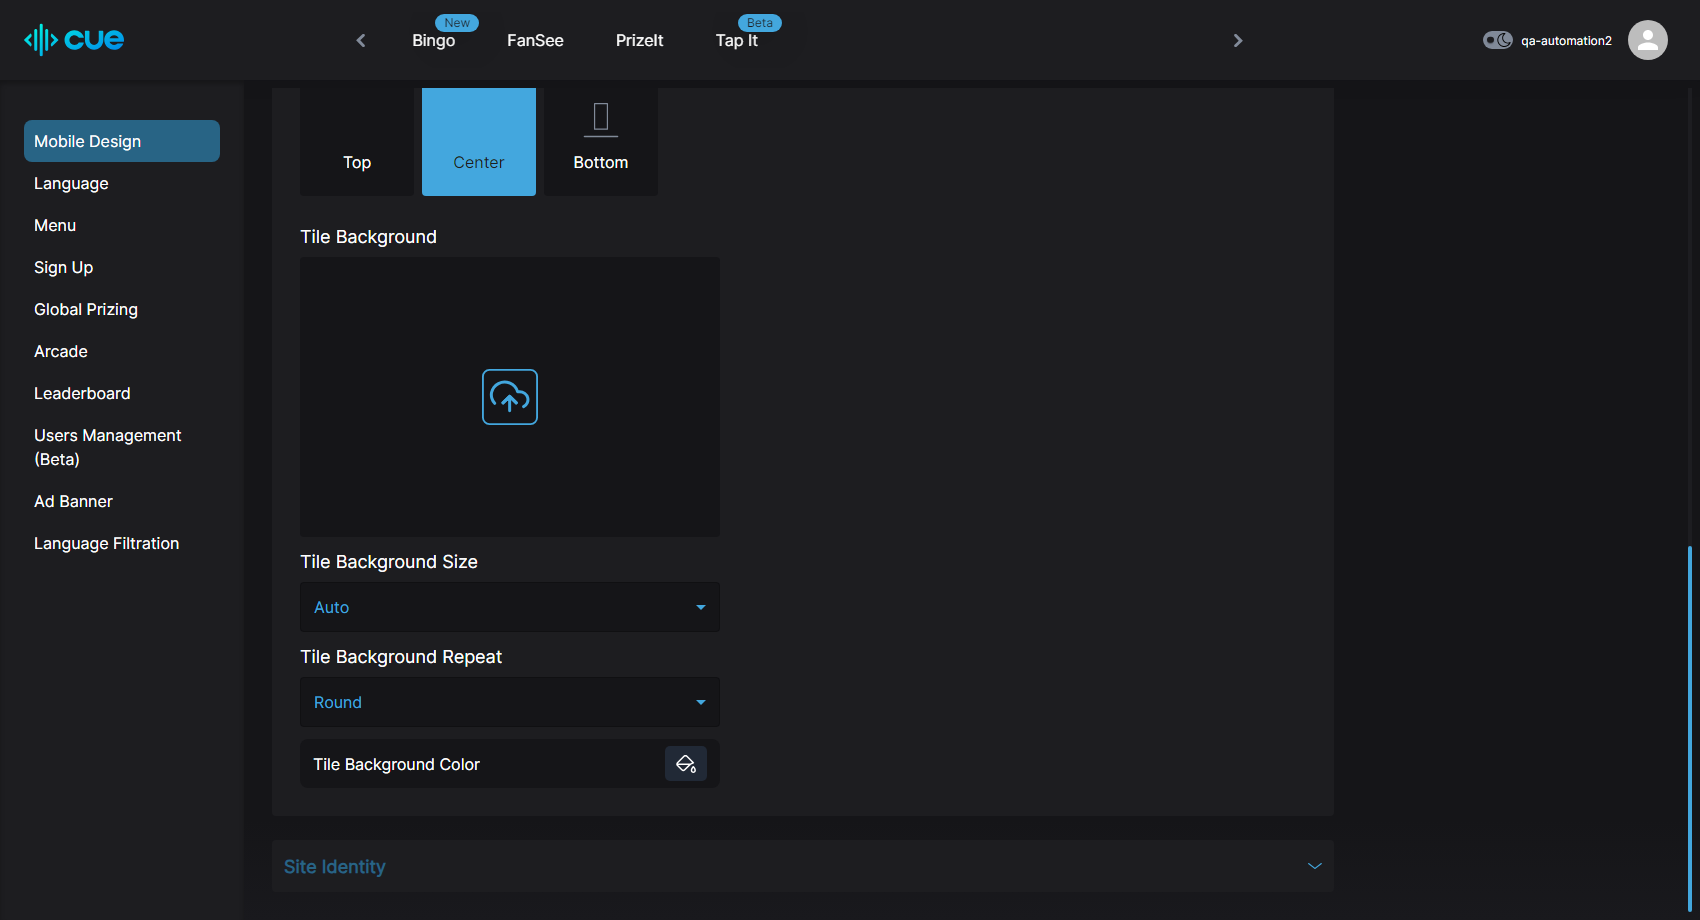 cue
New
Beta
Bingo
FanSee
PrizeIt
Tap It
qa-automation2
Mobile Design
Language
Menu
Sign Up
Global Prizing
Arcade
Leaderboard
Users Management
(Beta)
Ad Banner
Language Filtration
Top
Center
Bottom
Tile Background
Tile Background Size
Auto
Tile Background Repeat
Round
Tile Background Color
Site Identity